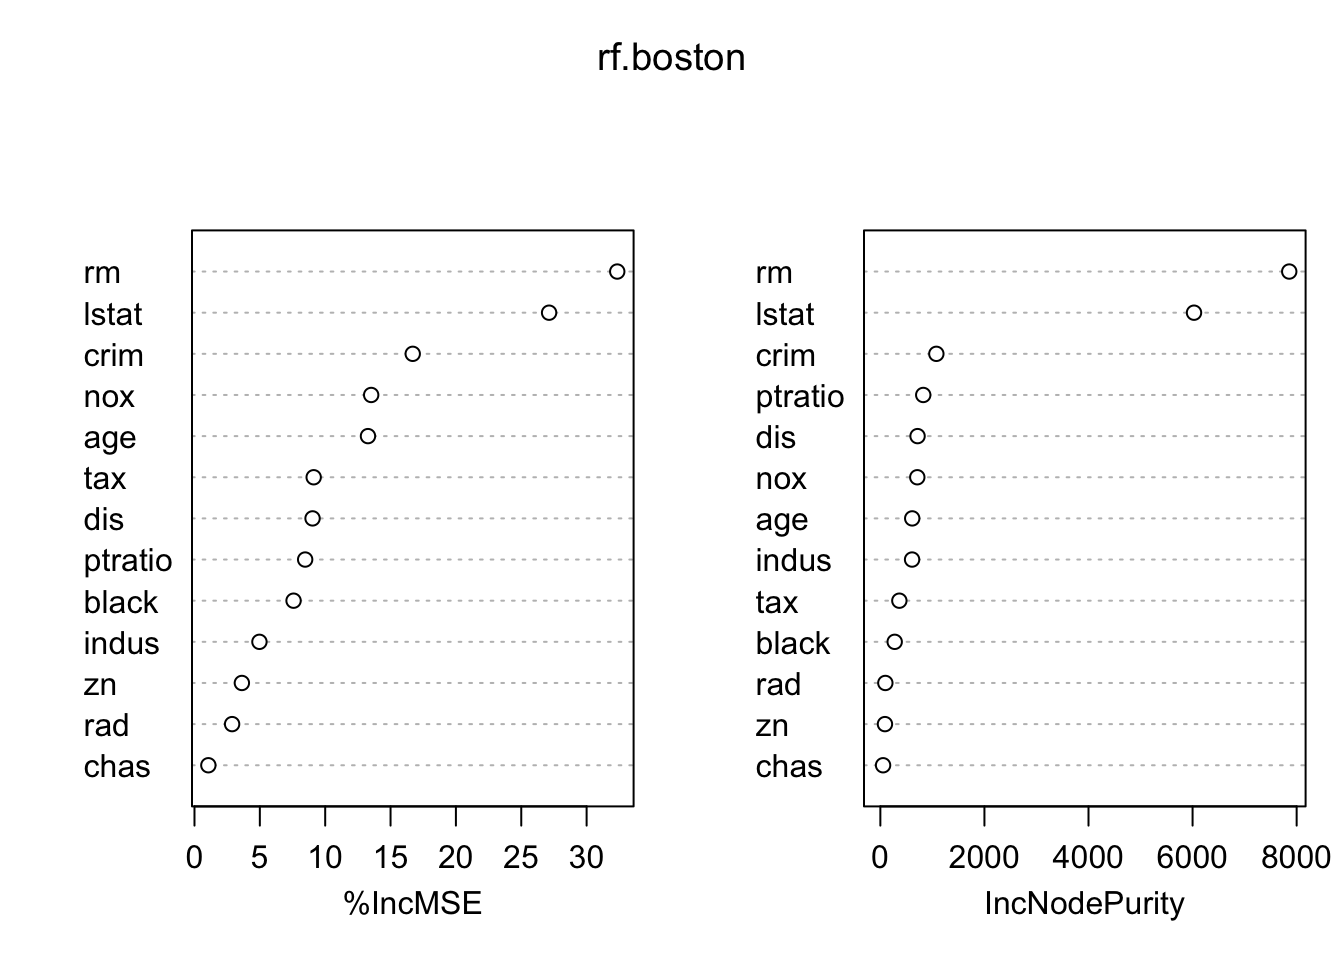 rf.boston
rm
lstat
crim
nox
age
tax
dis
ptratio
black
indus
zn
rad
chas
0 5 10 15 20 25 30
%IncMSE
rm
lstat
crim
ptratio
dis
nox
age
indus
tax
black
rad
zn
chas
0 2000 4000 6000 8000
IncNodePurity